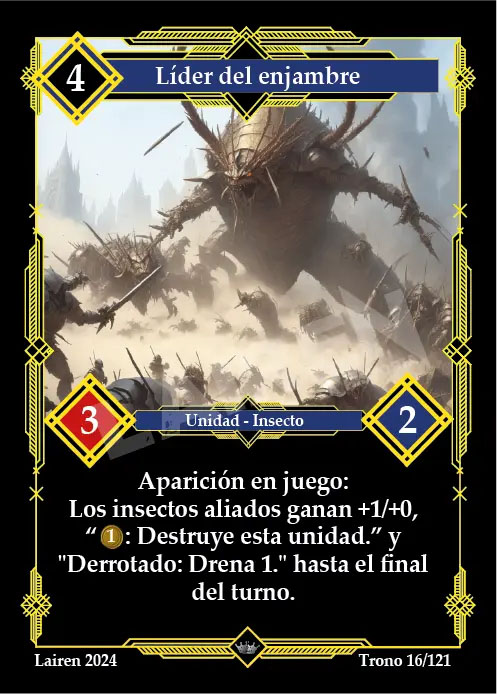 4
Líder del enjambre
3
Unidad - Insecto
2
Aparición en juego:
Los insectos aliados ganan +1/+0,
“ 1 : Destruye esta unidad.” y
"Derrotado: Drena 1." hasta el final
del turno.
Lairen 2024
Trono 16/121